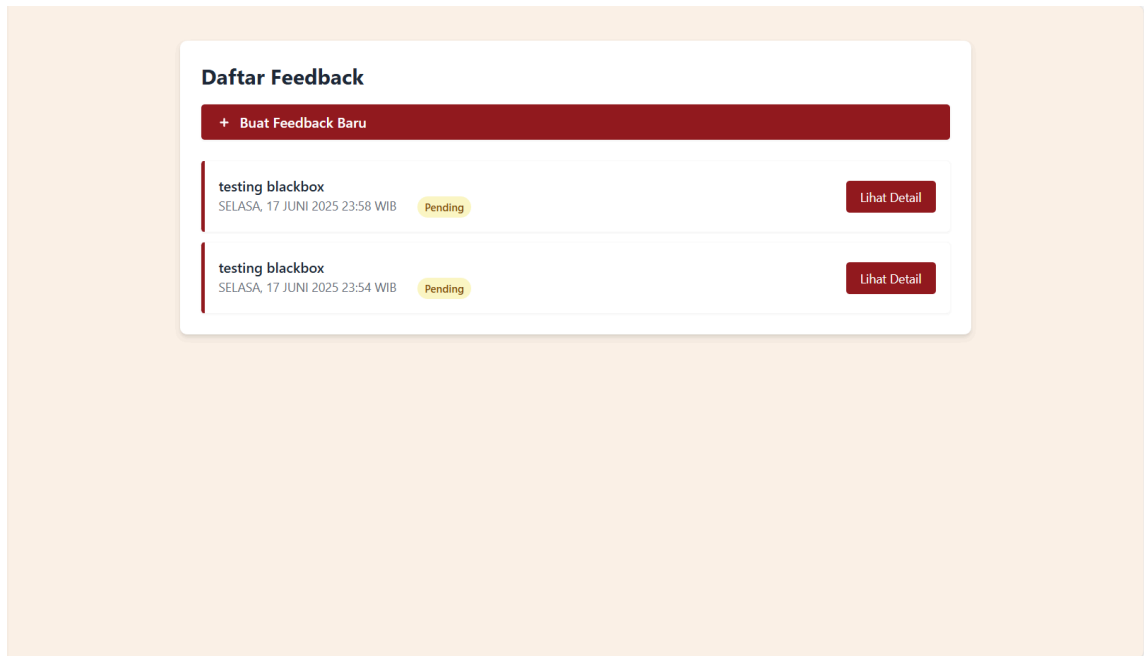 Daftar Feedback
+ Buat Feedback Baru
testing blackbox
SELASA, 17 JUNI 2025 23:58 WIB Pending
Lihat Detail
testing blackbox
SELASA, 17 JUNI 2025 23:54 WIB Pending
Lihat Detail